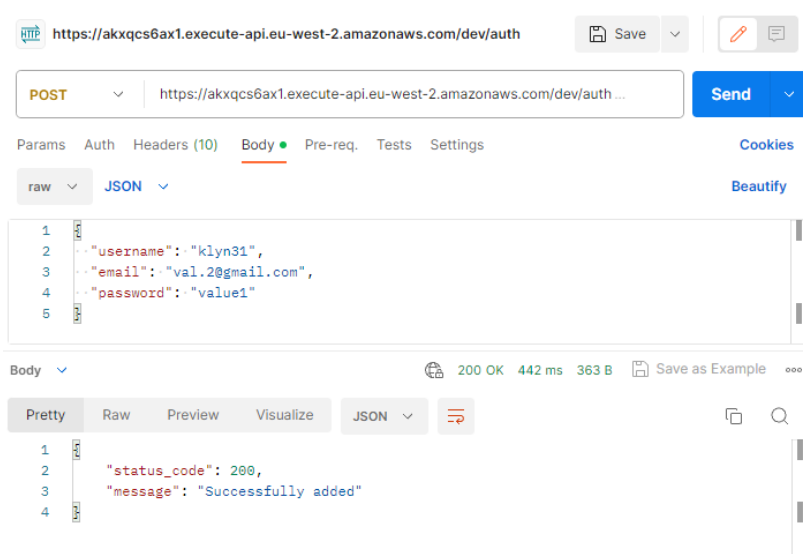 HTTP https://akxqcs6ax1.execute-api.eu-west-2.amazonaws.com/dev/auth Save
POST https://akxqcs6ax1.execute-api.eu-west-2.amazonaws.com/dev/auth ... Send
Params Auth Headers (10) Body Pre-req. Tests Settings Cookies
raw JSON Beautify
1 {
2 "username": "klyn31",
3 "email": "val.2@gmail.com",
4 "password": "value1"
5 }
Body 200 OK 442 ms 363 B Save as Example
Pretty Raw Preview Visualize JSON
1 {
2 "status_code": 200,
3 "message": "Successfully added"
4 }